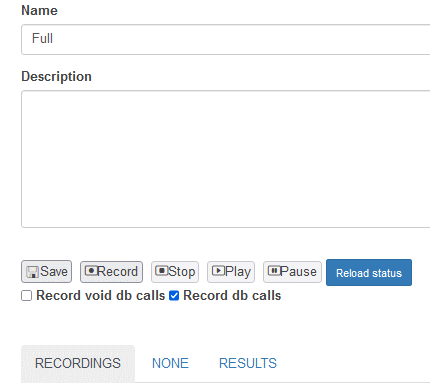 Name
Full
Description
Save Record Stop Play Pause Reload status
Record void db calls Record db calls
RECORDINGS NONE RESULTS